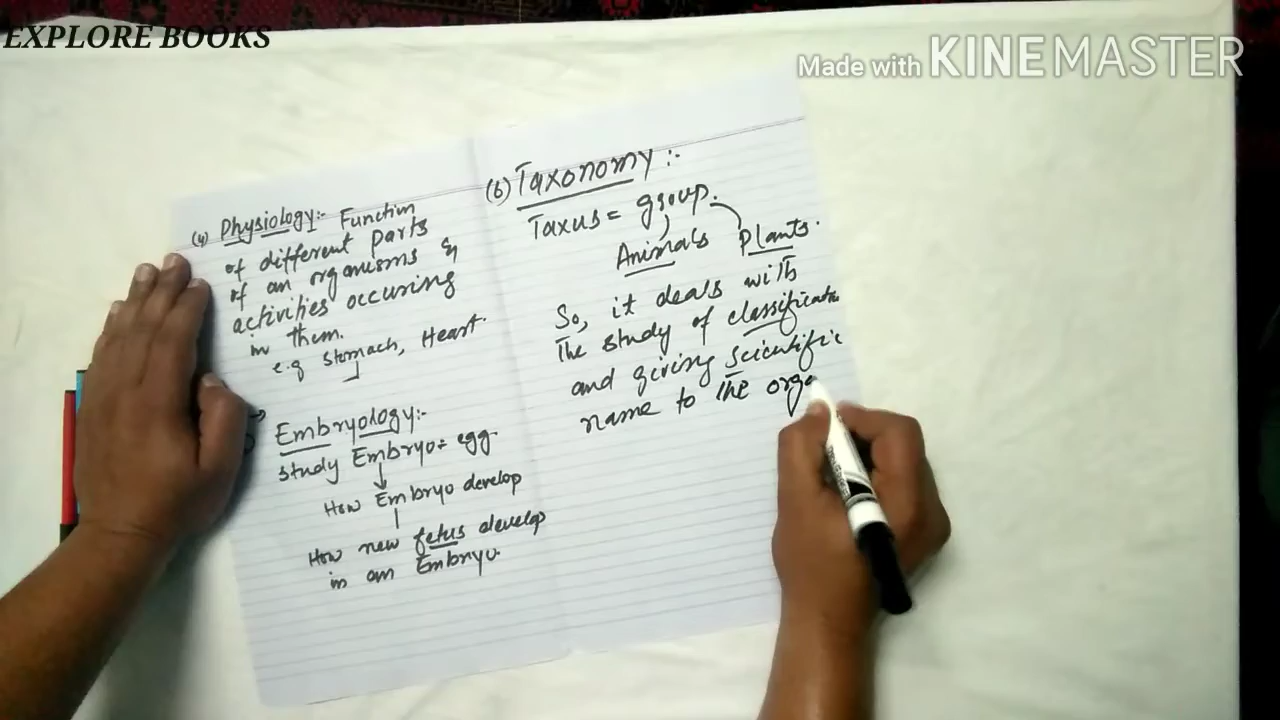 EXPLORE BOOKS
Made with KINEMASTER
(4) Physiology:- Function
of different parts
of an organisms &
activities occuring
in them.
e.g stomach, Heart.
Embryology:-
study Embryo= egg.
How Embryo develop
How new fetus develop
in an Embryo.
(6) Taxonomy:-
Taxus = group.
Animals Plants.
So, it deals with
The study of classification
and giving scientific
name to the orga